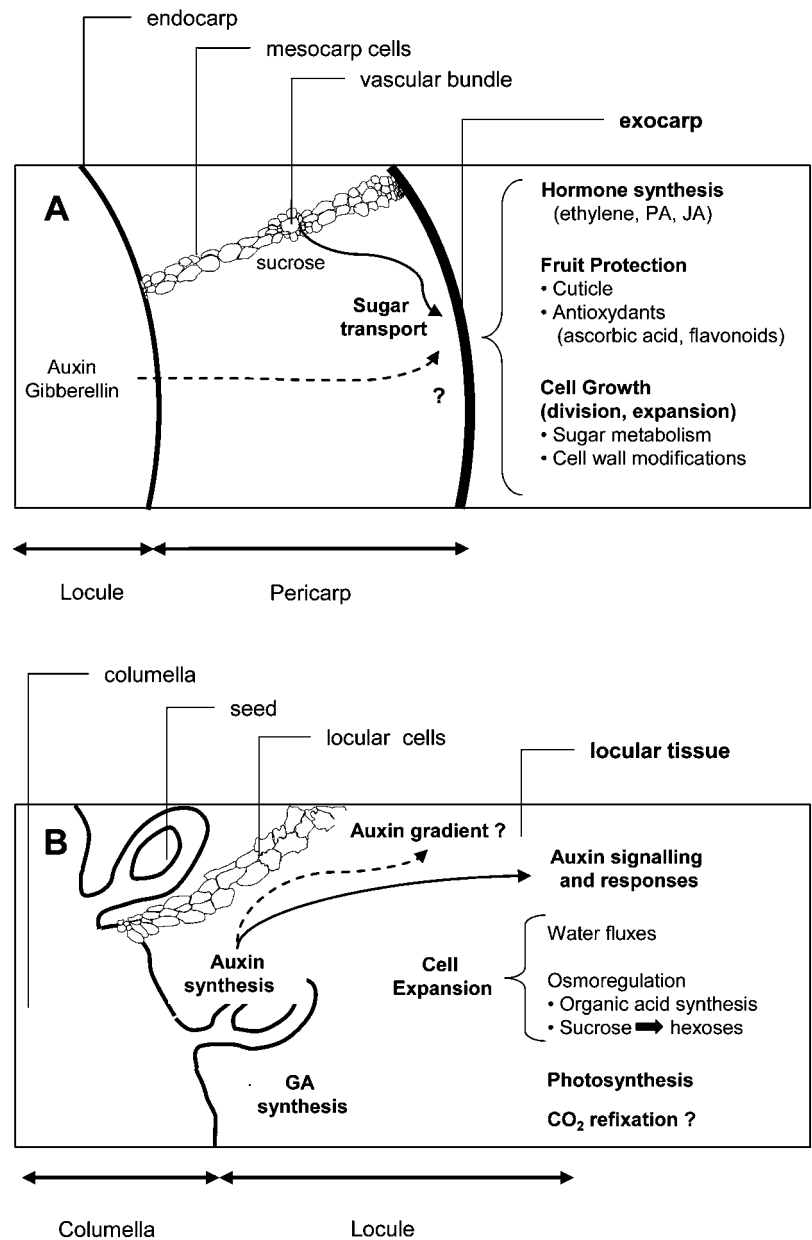 endocarp
mesocarp cells
vascular bundle
exocarp
A
sucrose
Sugar
transport
Auxin
Gibberellin
?
Hormone synthesis
(ethylene, PA, JA)
Fruit Protection
• Cuticle
• Antioxydants
(ascorbic acid, flavonoids)
Cell Growth
(division, expansion)
• Sugar metabolism
• Cell wall modifications
Locule
Pericarp
columella
seed
locular cells
locular tissue
B
Auxin gradient ?
Auxin signalling
and responses
Auxin
synthesis
Cell
Expansion
Water fluxes
Osmoregulation
• Organic acid synthesis
• Sucrose ➡ hexoses
GA
synthesis
Photosynthesis
CO₂ refixation ?
Columella
Locule